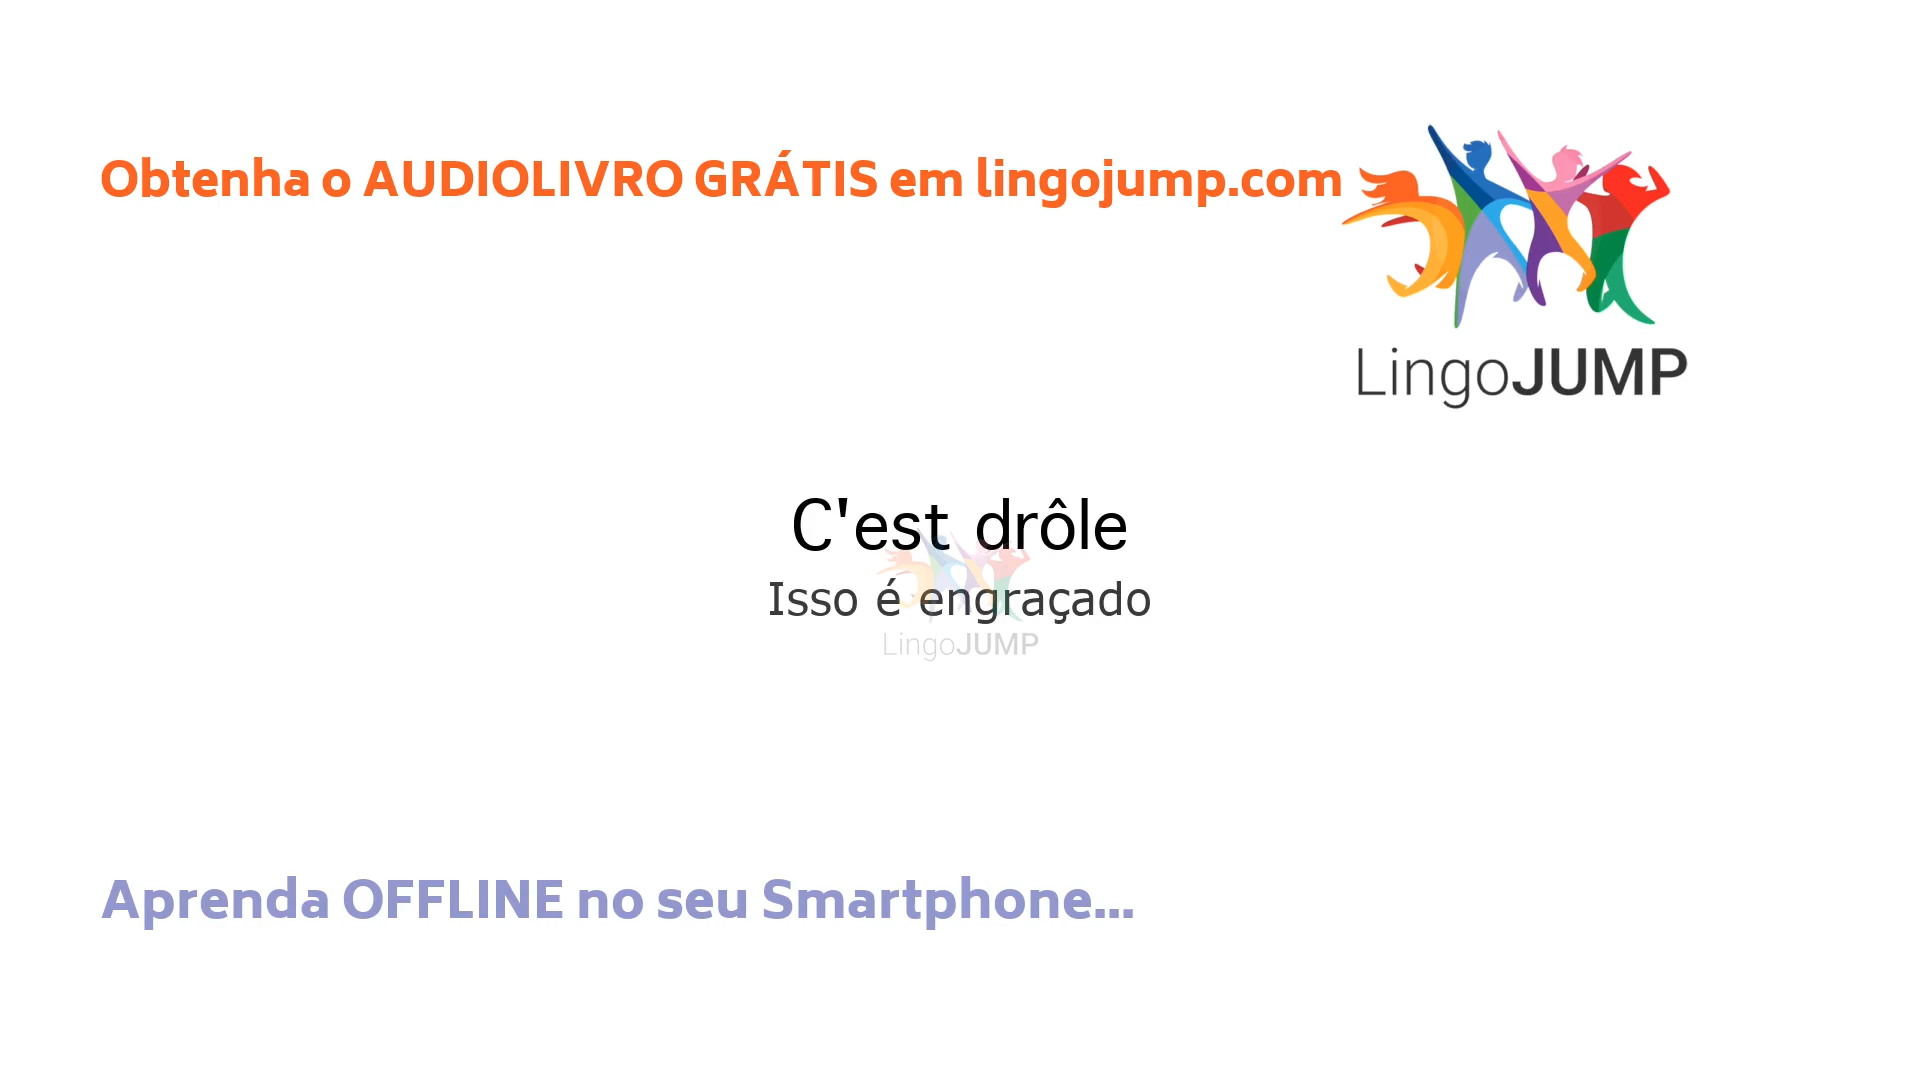 Obtenha o AUDIOLIVRO GRÁTIS em lingojump.com
LingoJUMP
C'est drôle
Isso é engraçado
LingoJUMP
Aprenda OFFLINE no seu Smartphone...